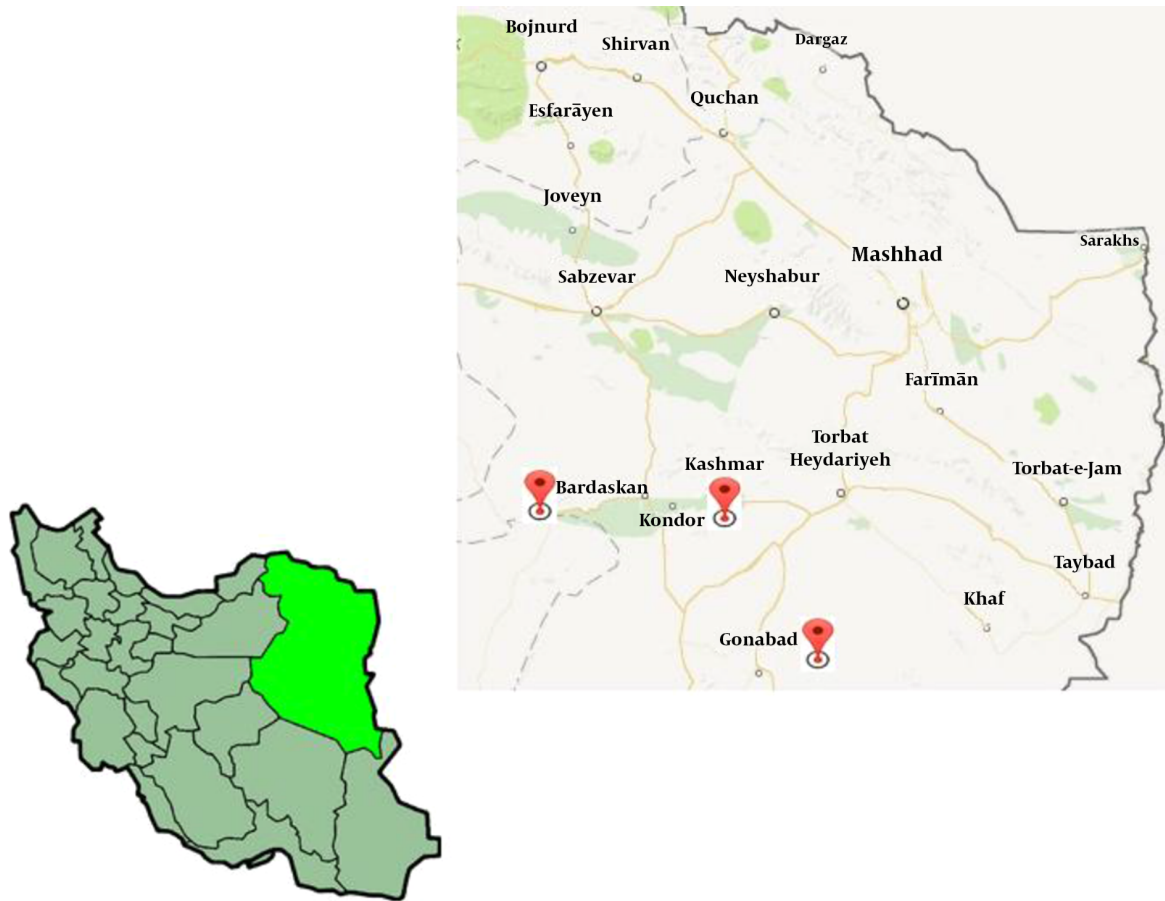 Bojnurd
Shirvan
Dargaz
Quchan
Esfarāyen
Joveyn
Sarakhs
Mashhad
Sabzevar
Neyshabur
Farīmān
Torbat
Heydariyeh
Kashmar
Torbat-e-Jam
Bardaskan
Kondor
Taybad
Khaf
Gonabad